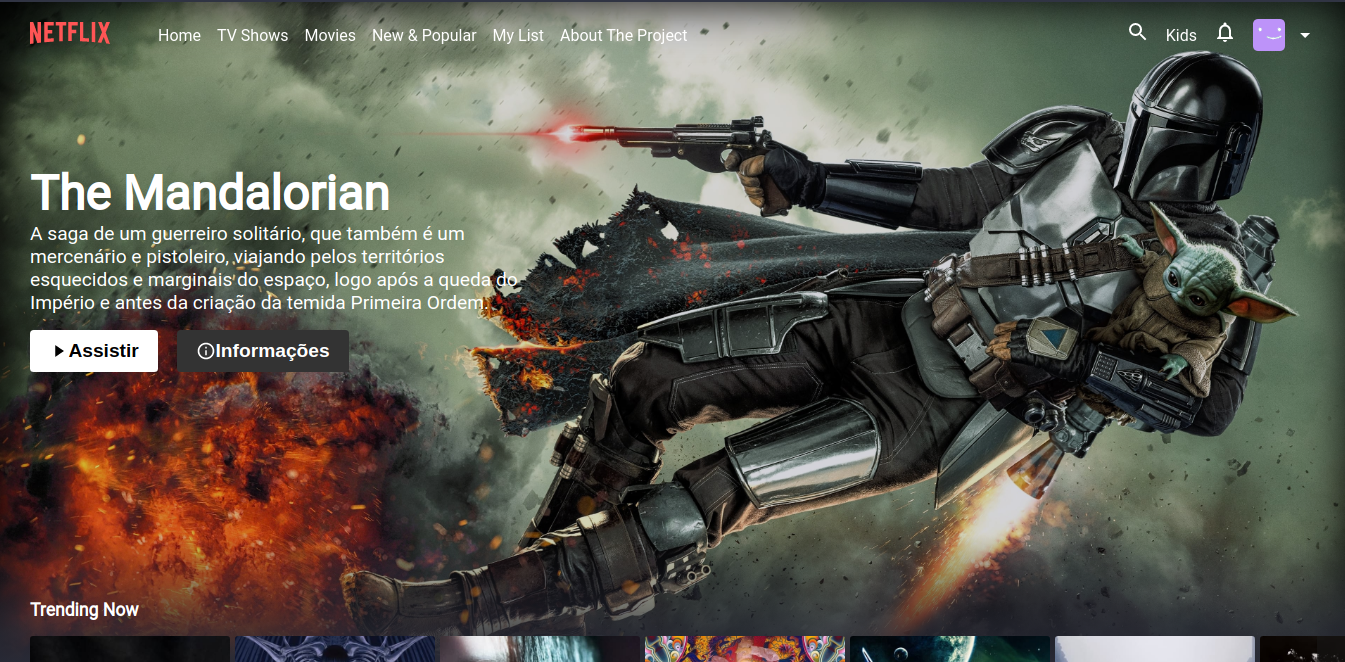 NETFLIX
Home TV Shows Movies New & Popular My List About The Project
Kids
The Mandalorian
A saga de um guerreiro solitário, que também é um
mercenário e pistoleiro, viajando pelos territórios
esquecidos e marginais do espaço, logo após a queda do
Império e antes da criação da temida Primeira Ordem.
Assistir
Informações
Trending Now